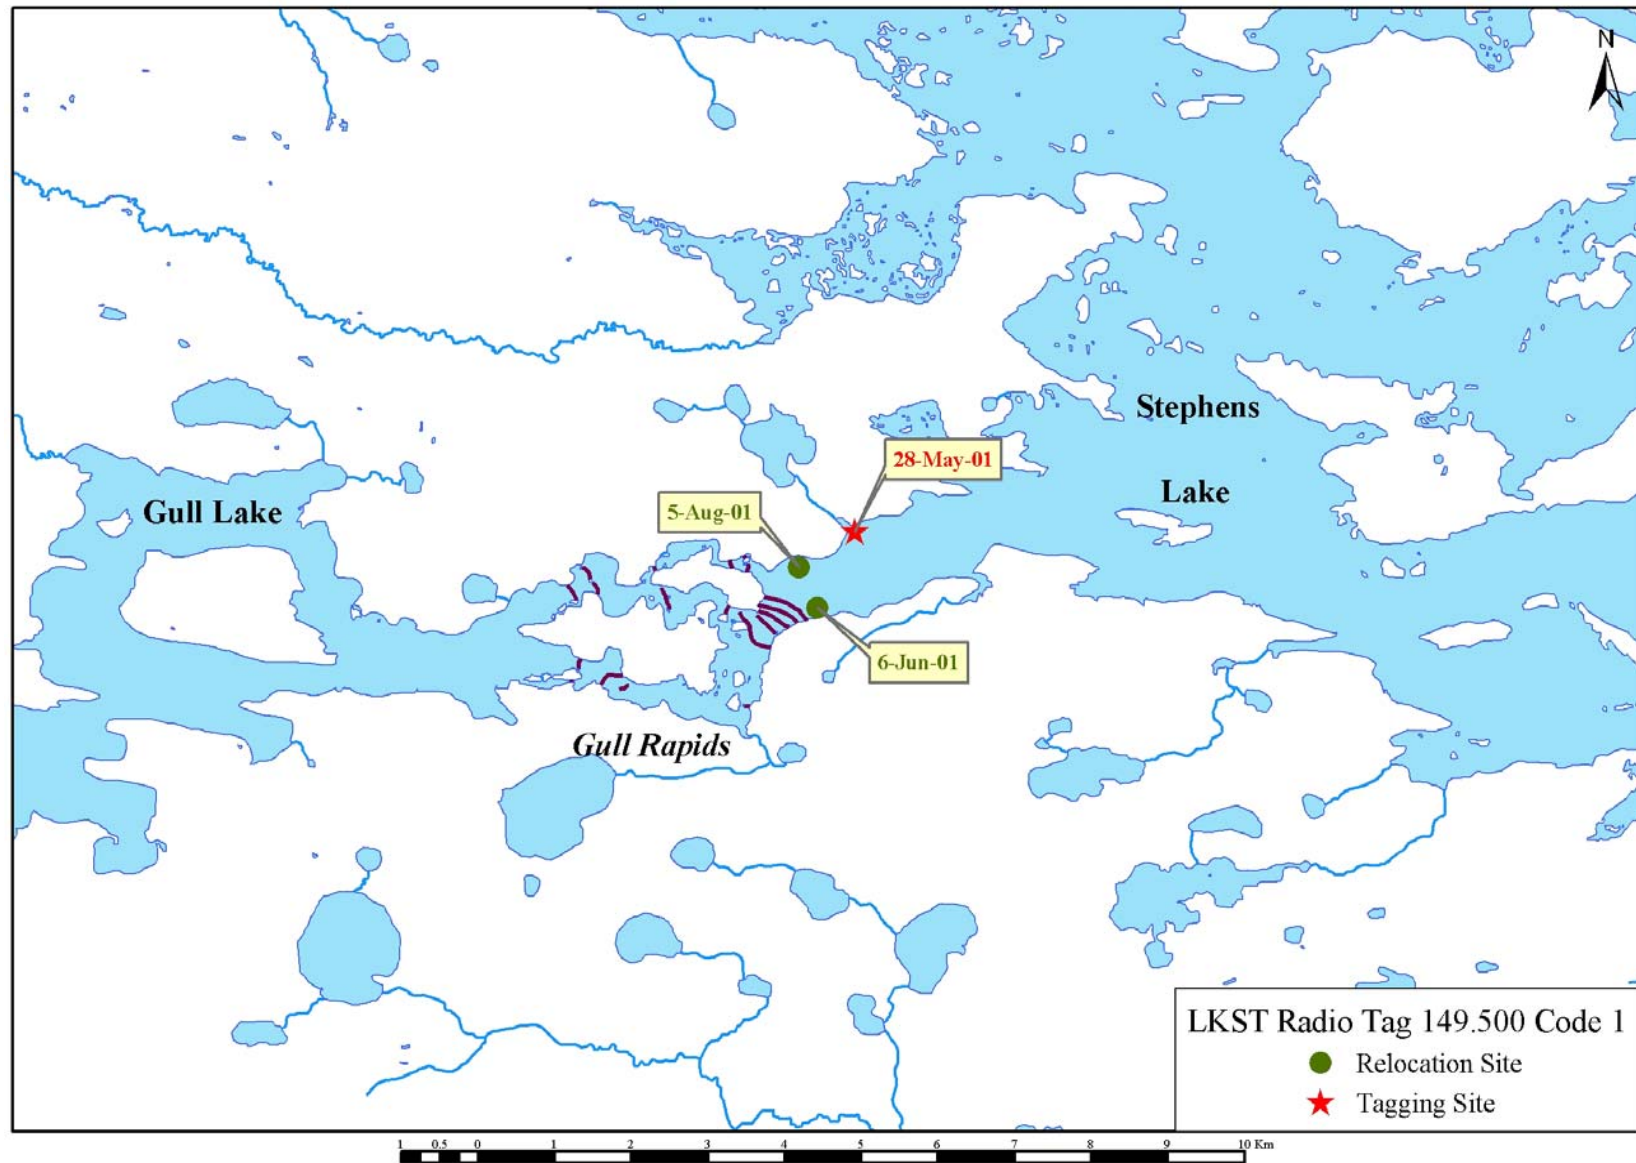 N
Stephens
28-May-01
Lake
5-Aug-01
Gull Lake
6-Jun-01
Gull Rapids
LKST Radio Tag 149.500 Code 1
Relocation Site
Tagging Site
1 0.5 0 1 2 3 4 5 6 7 8 9 10 Km